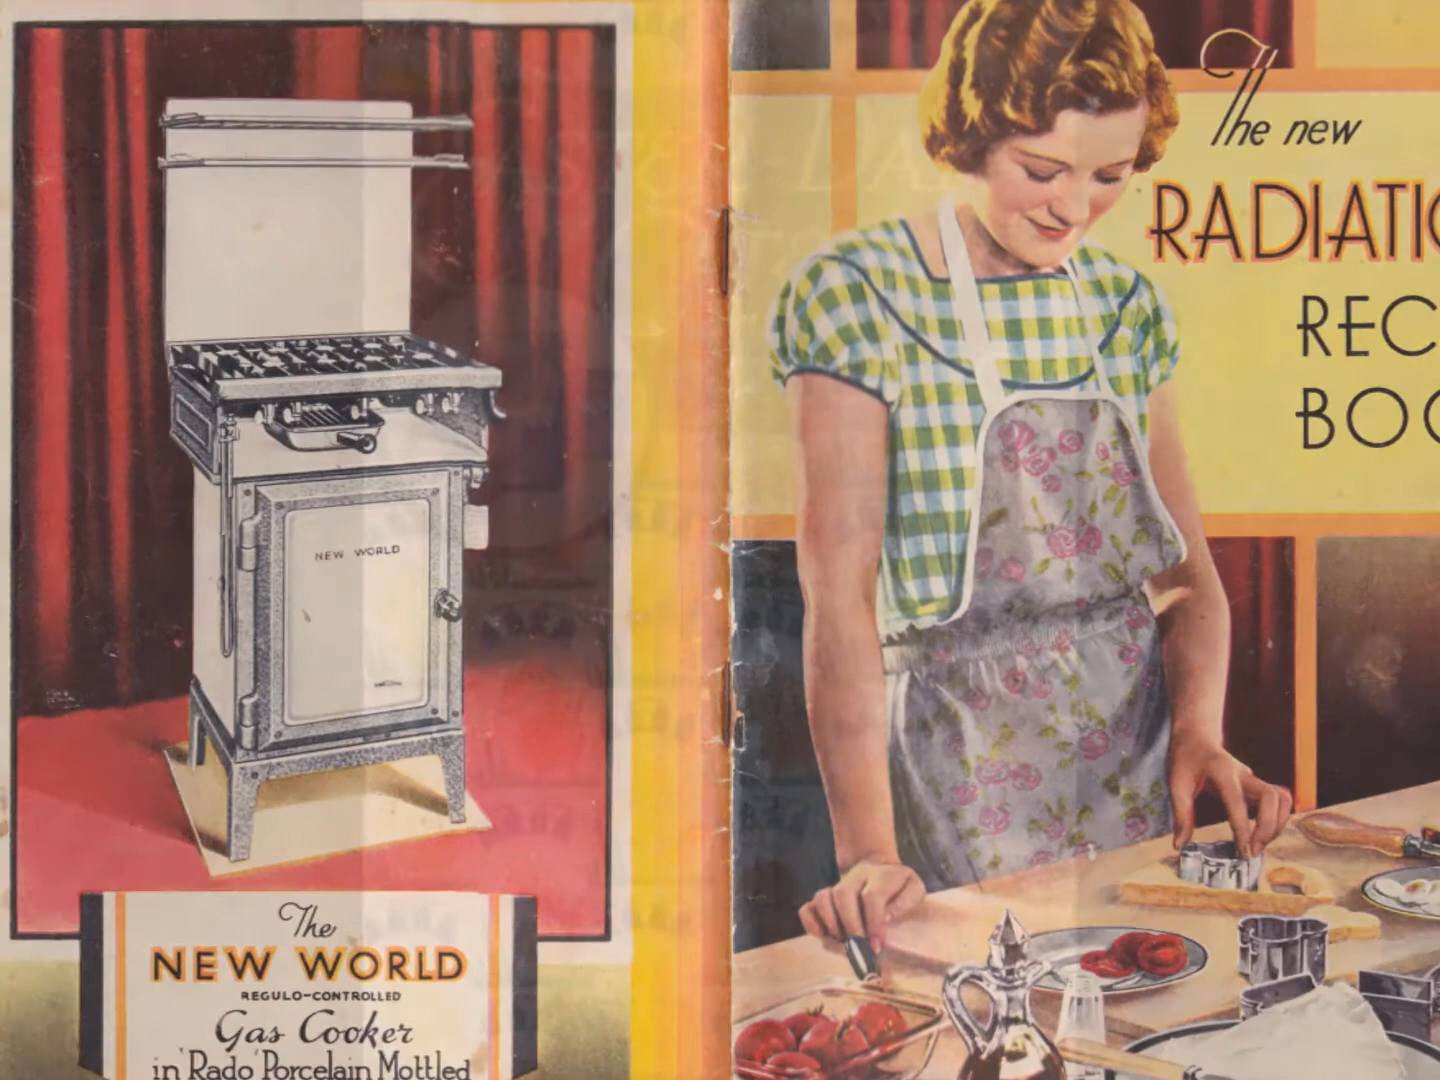 NEW WORLD
The
NEW WORLD
REGULO-CONTROLLED
Gas Cooker
in 'Rado' Porcelain Mottled
The new
RADIATIO
REC
BOO